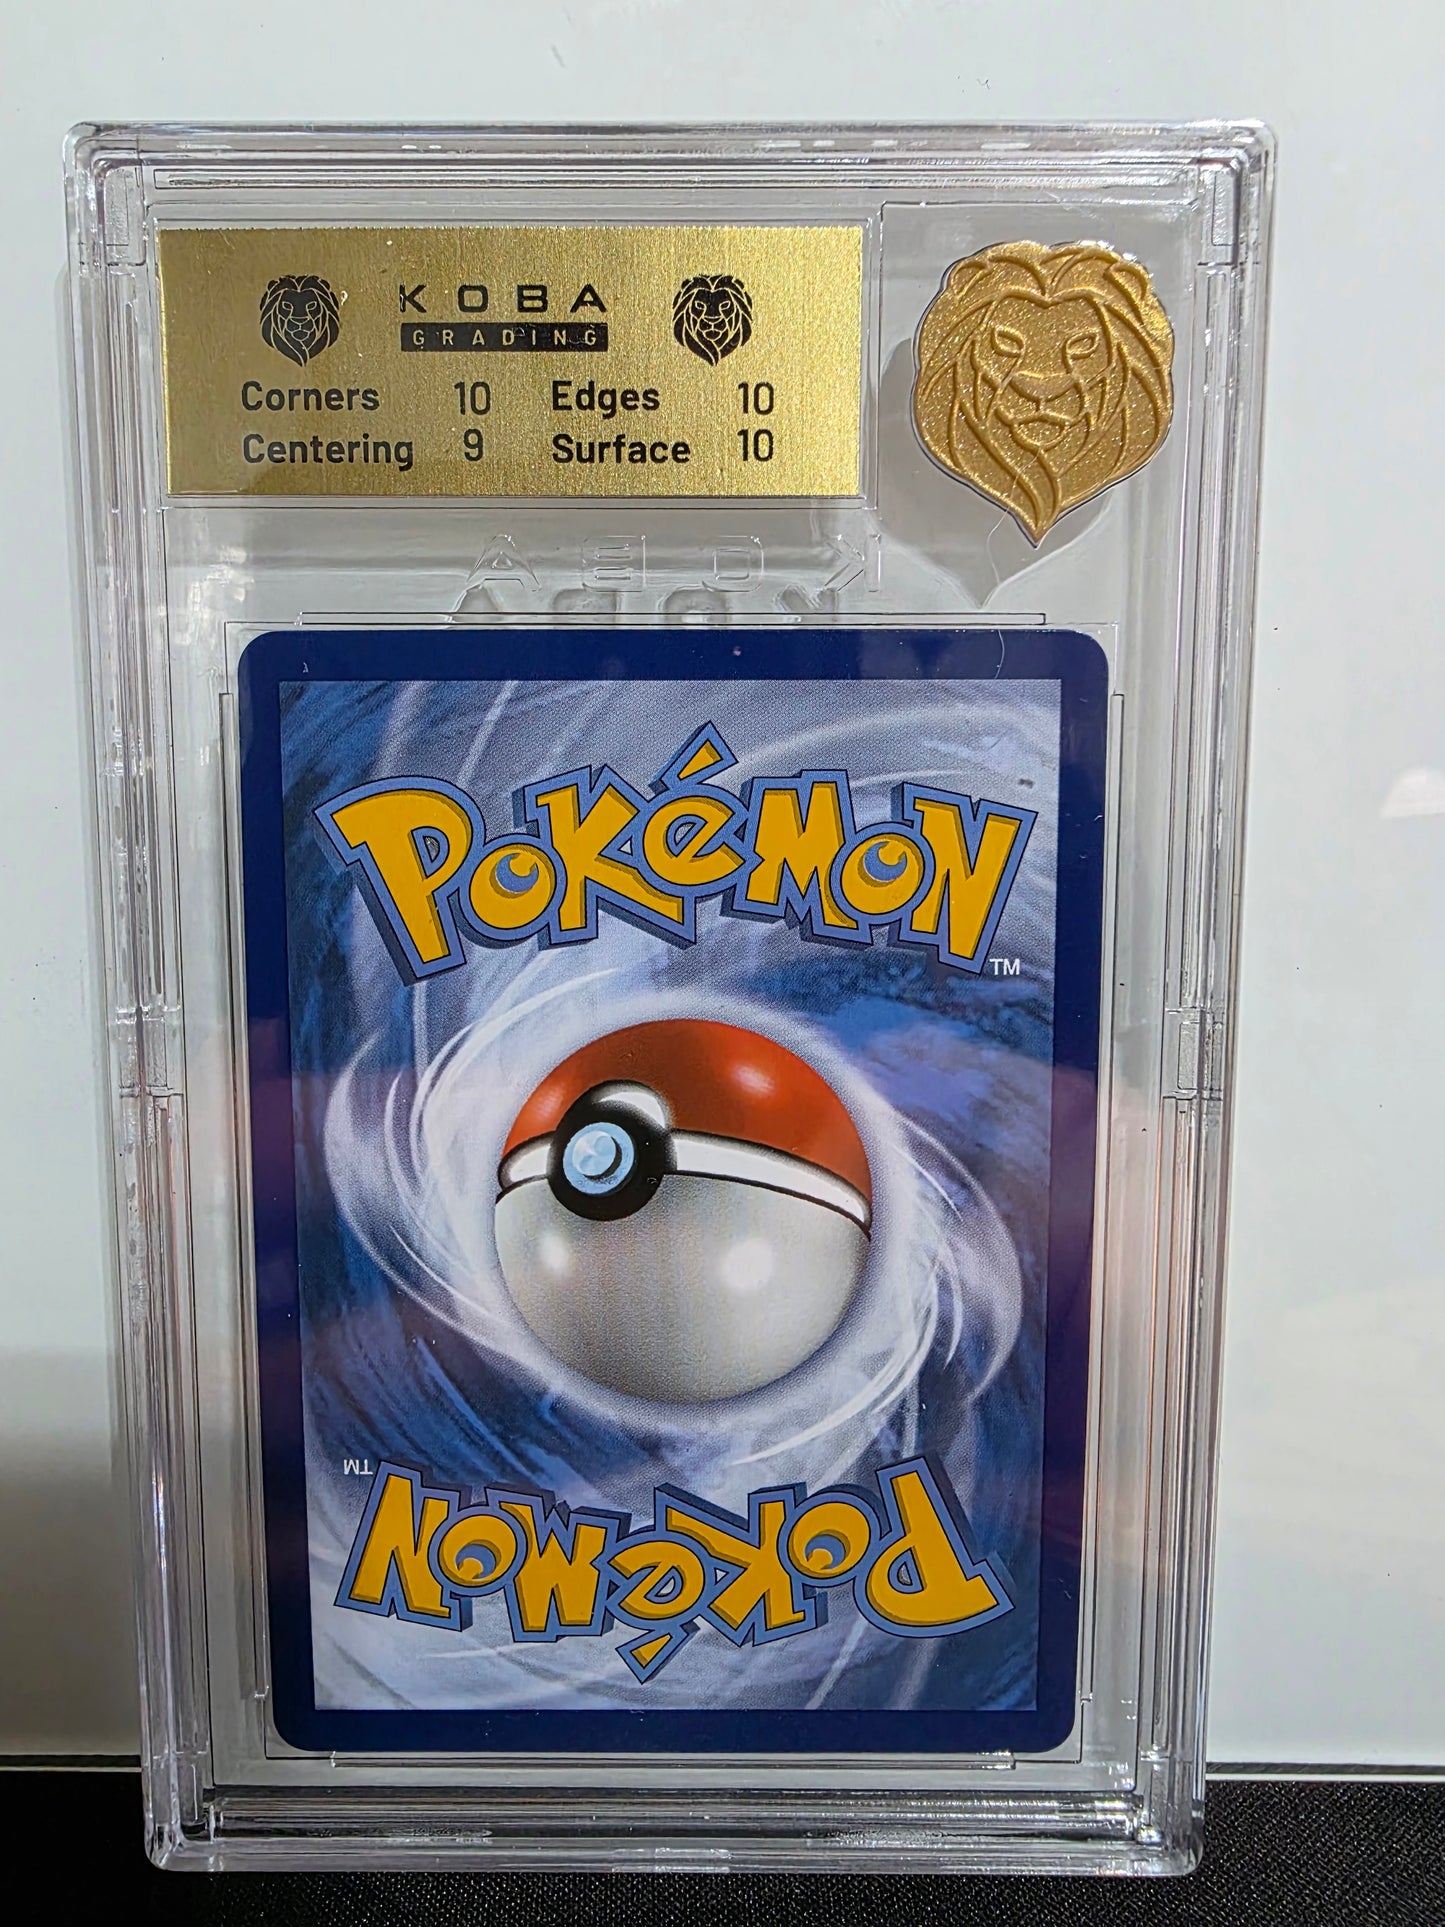 KOBA
GRADING
Corners 10 Edges 10
Centering 9 Surface 10
KOBA
POKéMON
TM
TM
POKéMON